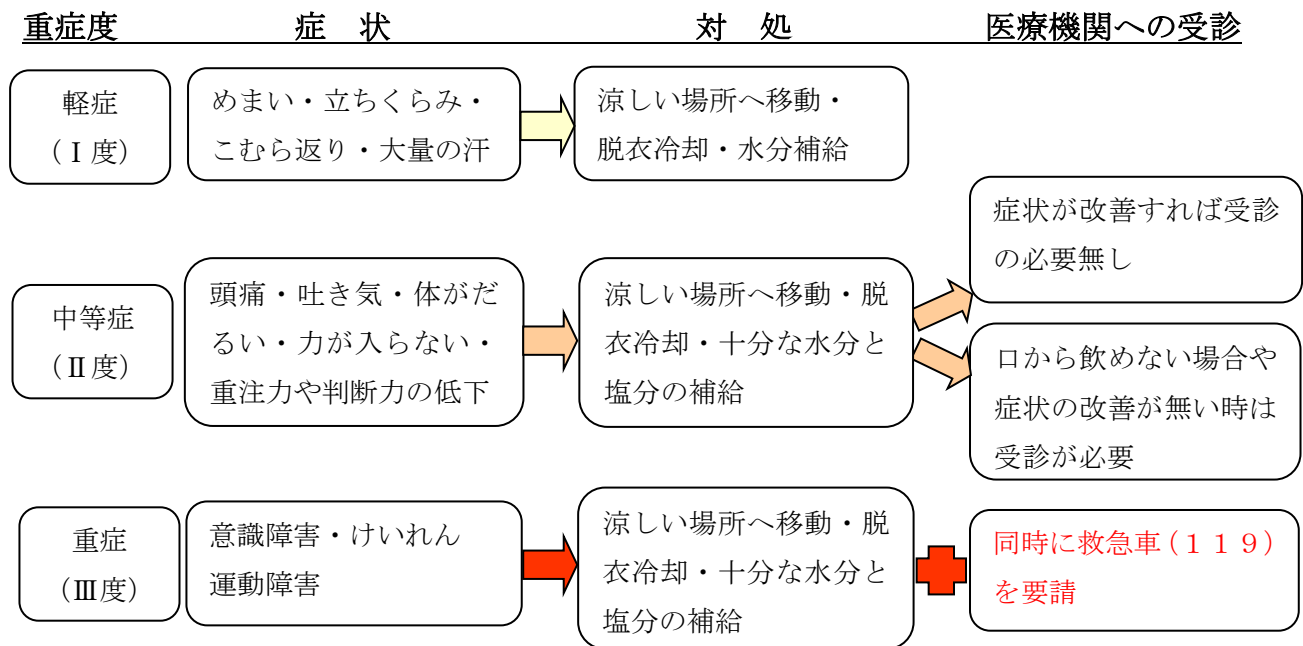 重症度 症 状 対 処 医療機関への受診
軽症
(Ⅰ度)
めまい・立ちくらみ・
こむら返り・大量の汗
涼しい場所へ移動・
脱衣冷却・水分補給
中等症
(Ⅱ度)
頭痛・吐き気・体がだ
るい・力が入らない・
重注力や判断力の低下
涼しい場所へ移動・脱
衣冷却・十分な水分と
塩分の補給
症状が改善すれば受診
の必要無し
口から飲めない場合や
症状の改善が無い時は
受診が必要
重症
(Ⅲ度)
意識障害・けいれん
運動障害
涼しい場所へ移動・脱
衣冷却・十分な水分と
塩分の補給
同時に救急車(119)
を要請